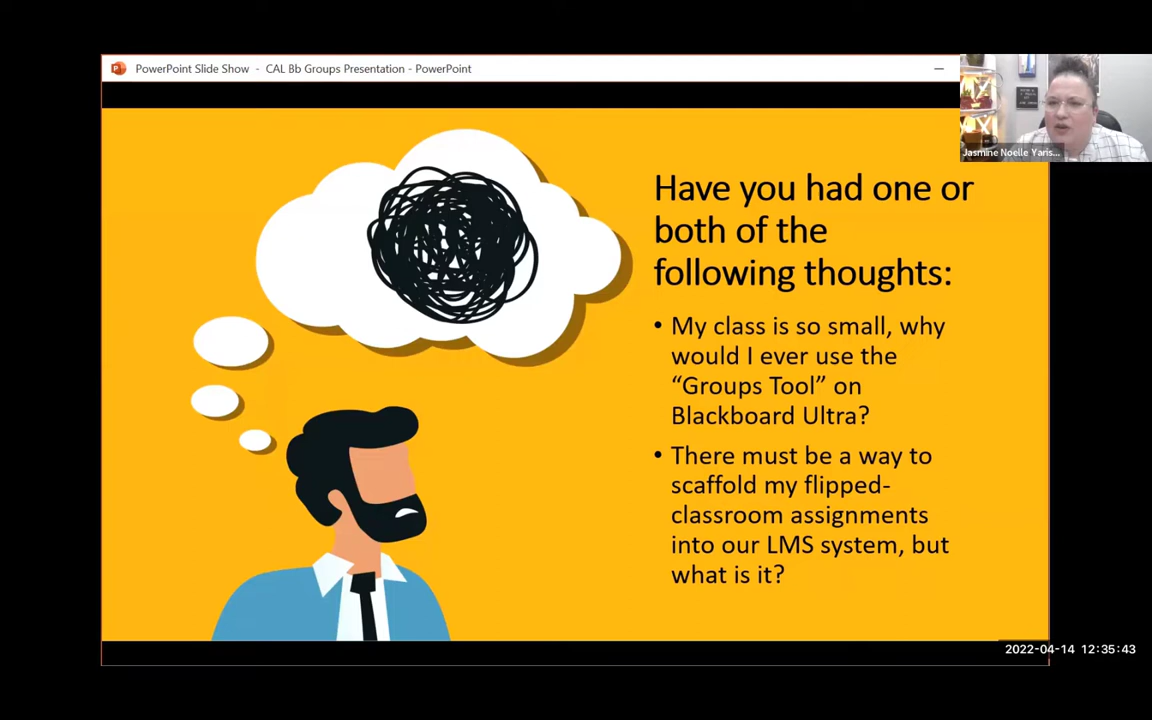 PowerPoint Slide Show - CAL Bb Groups Presentation - PowerPoint
Jasmine Noelle Yaris...
Have you had one or
both of the
following thoughts:
• My class is so small, why
would I ever use the
“Groups Tool” on
Blackboard Ultra?
• There must be a way to
scaffold my flipped-
classroom assignments
into our LMS system, but
what is it?
2022-04-14 12:35:43